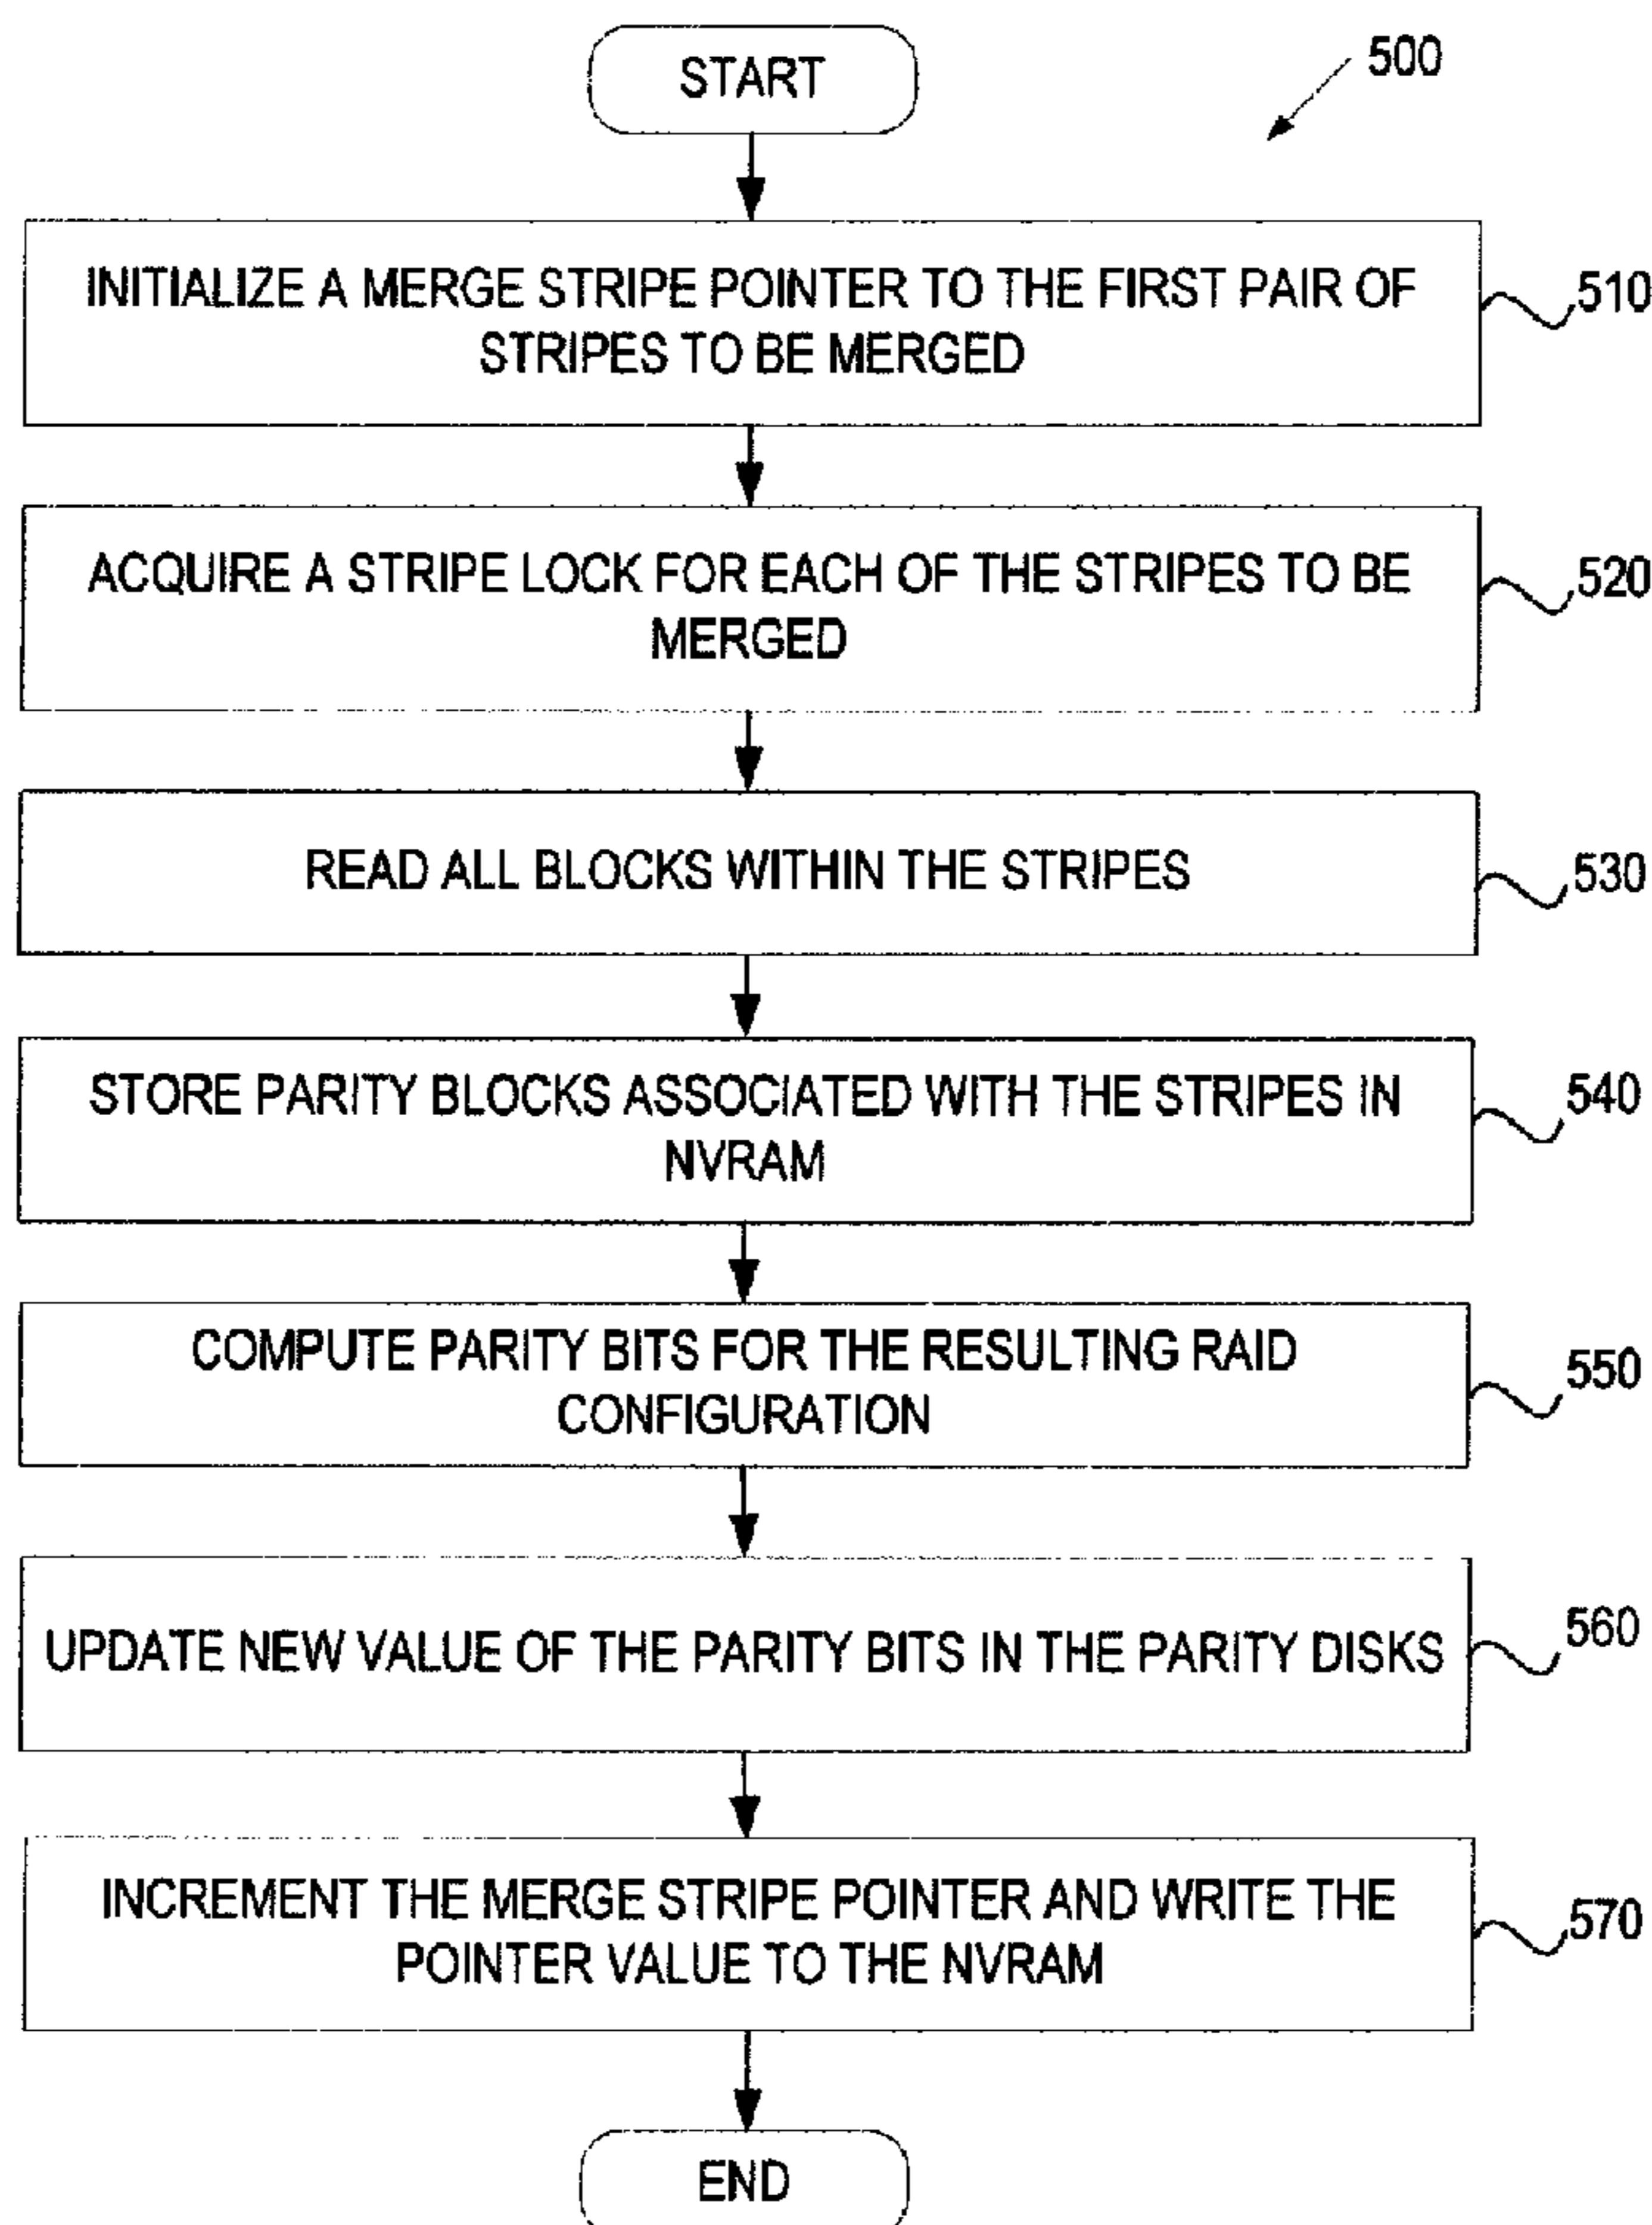 START
500
INITIALIZE A MERGE STRIPE POINTER TO THE FIRST PAIR OF
STRIPES TO BE MERGED
510
ACQUIRE A STRIPE LOCK FOR EACH OF THE STRIPES TO BE
MERGED
520
READ ALL BLOCKS WITHIN THE STRIPES
530
STORE PARITY BLOCKS ASSOCIATED WITH THE STRIPES IN
NVRAM
540
COMPUTE PARITY BITS FOR THE RESULTING RAID
CONFIGURATION
550
UPDATE NEW VALUE OF THE PARITY BITS IN THE PARITY DISKS
560
INCREMENT THE MERGE STRIPE POINTER AND WRITE THE
POINTER VALUE TO THE NVRAM
570
END